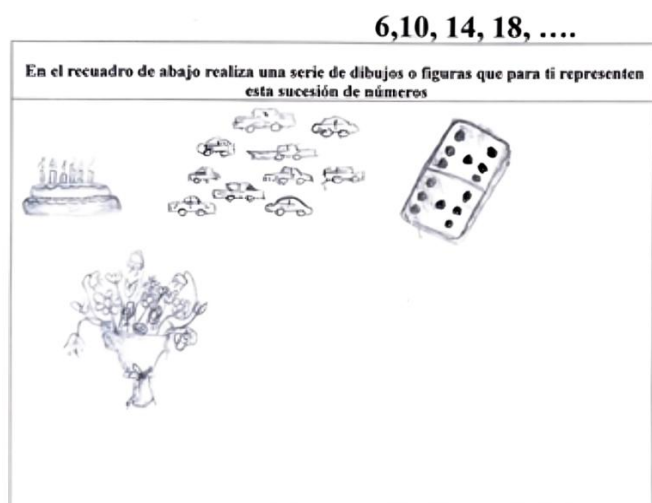 6,10, 14, 18, ....
En el recuadro de abajo realiza una serie de dibujos o figuras que para ti representen
esta sucesión de números